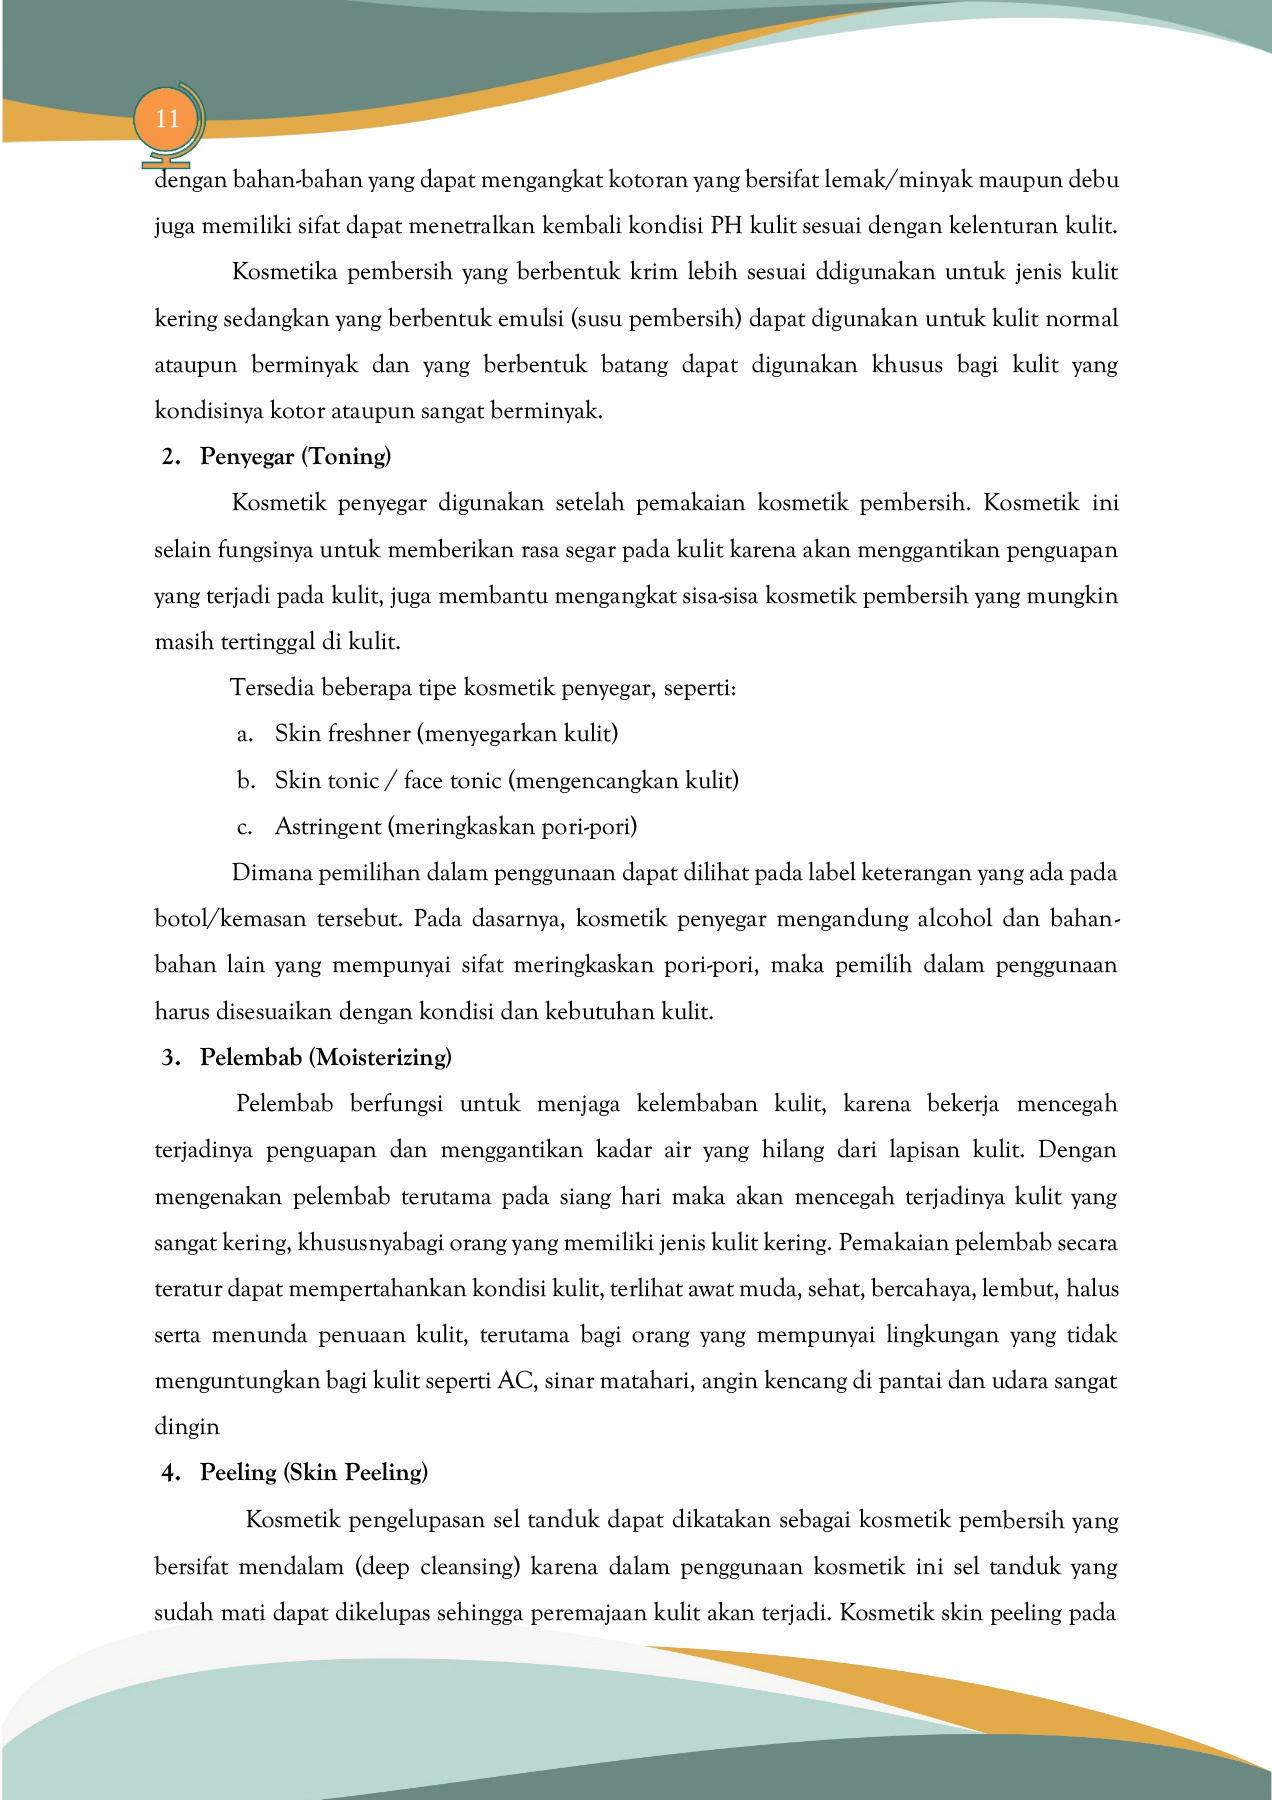 11
dengan bahan-bahan yang dapat mengangkat kotoran yang bersifat lemak/minyak maupun debu
juga memiliki sifat dapat menetralkan kembali kondisi PH kulit sesuai dengan kelenturan kulit.
Kosmetika pembersih yang berbentuk krim lebih sesuai ddigunakan untuk jenis kulit
kering sedangkan yang berbentuk emulsi (susu pembersih) dapat digunakan untuk kulit normal
ataupun berminyak dan yang berbentuk batang dapat digunakan khusus bagi kulit yang
kondisinya kotor ataupun sangat berminyak.
2. Penyegar (Toning)
Kosmetik penyegar digunakan setelah pemakaian kosmetik pembersih. Kosmetik ini
selain fungsinya untuk memberikan rasa segar pada kulit karena akan menggantikan penguapan
yang terjadi pada kulit, juga membantu mengangkat sisa-sisa kosmetik pembersih yang mungkin
masih tertinggal di kulit.
Tersedia beberapa tipe kosmetik penyegar, seperti:
a. Skin freshner (menyegarkan kulit)
b. Skin tonic / face tonic (mengencangkan kulit)
c. Astringent (meringkaskan pori-pori)
Dimana pemilihan dalam penggunaan dapat dilihat pada label keterangan yang ada pada
botol/kemasan tersebut. Pada dasarnya, kosmetik penyegar mengandung alcohol dan bahan-
bahan lain yang mempunyai sifat meringkaskan pori-pori, maka pemilih dalam penggunaan
harus disesuaikan dengan kondisi dan kebutuhan kulit.
3. Pelembab (Moisterizing)
Pelembab berfungsi untuk menjaga kelembaban kulit, karena bekerja mencegah
terjadinya penguapan dan menggantikan kadar air yang hilang dari lapisan kulit. Dengan
mengenakan pelembab terutama pada siang hari maka akan mencegah terjadinya kulit yang
sangat kering, khususnyabagi orang yang memiliki jenis kulit kering. Pemakaian pelembab secara
teratur dapat mempertahankan kondisi kulit, terlihat awat muda, sehat, bercahaya, lembut, halus
serta menunda penuaan kulit, terutama bagi orang yang mempunyai lingkungan yang tidak
menguntungkan bagi kulit seperti AC, sinar matahari, angin kencang di pantai dan udara sangat
dingin
4. Peeling (Skin Peeling)
Kosmetik pengelupasan sel tanduk dapat dikatakan sebagai kosmetik pembersih yang
bersifat mendalam (deep cleansing) karena dalam penggunaan kosmetik ini sel tanduk yang
sudah mati dapat dikelupas sehingga peremajaan kulit akan terjadi. Kosmetik skin peeling pada